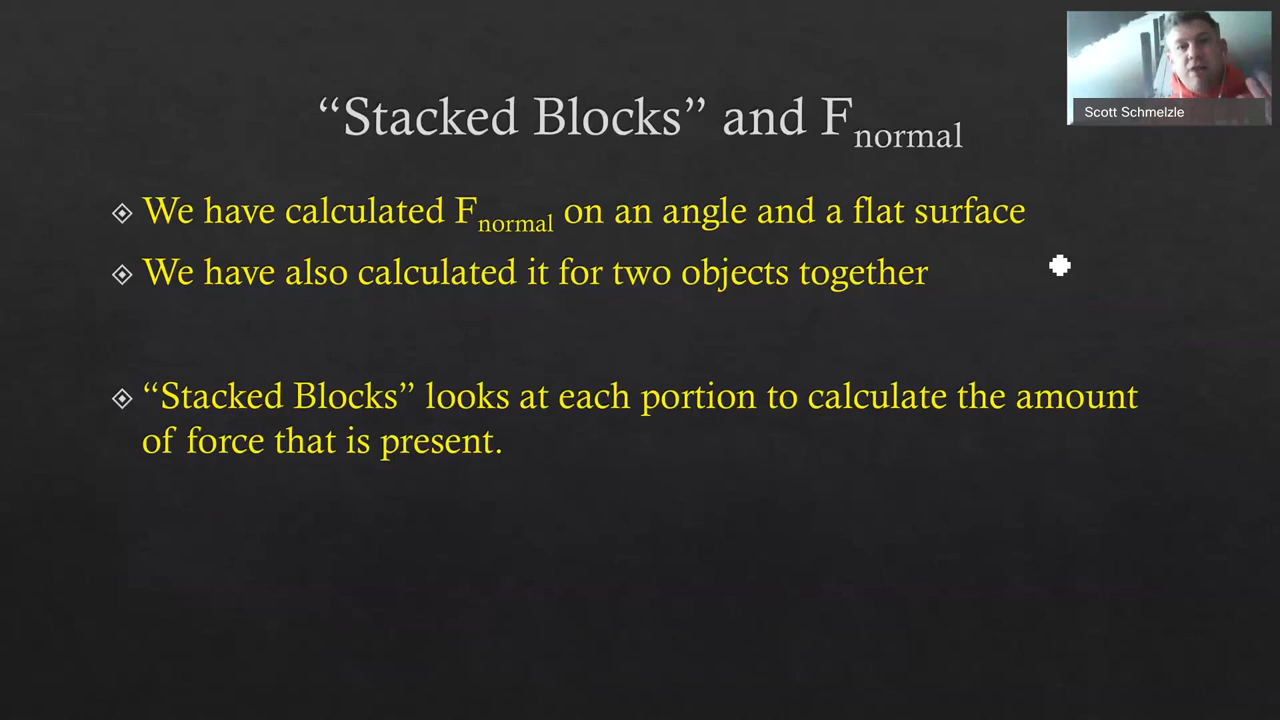 Scott Schmelzle
“Stacked Blocks” and Fnormal
We have calculated Fnormal on an angle and a flat surface
We have also calculated it for two objects together
“Stacked Blocks” looks at each portion to calculate the amount
of force that is present.